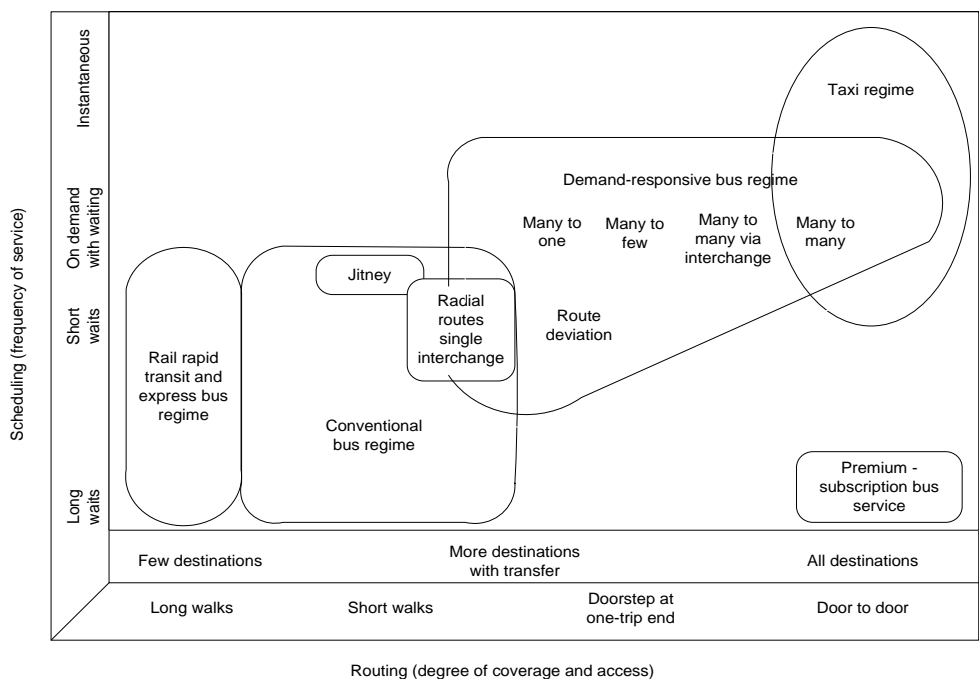 Scheduling (frequency of service)
Instantaneous
On demand
with waiting
Short
waits
Long
waits
Taxi regime
Demand-responsive bus regime
Many to
one
Many to
few
Many to
many via
interchange
Many to
many
Jitney
Radial
routes
single
interchange
Route
deviation
Rail rapid
transit and
express bus
regime
Conventional
bus regime
Premium -
subscription bus
service
Few destinations
More destinations
with transfer
All destinations
Long walks
Short walks
Doorstep at
one-trip end
Door to door
Routing (degree of coverage and access)